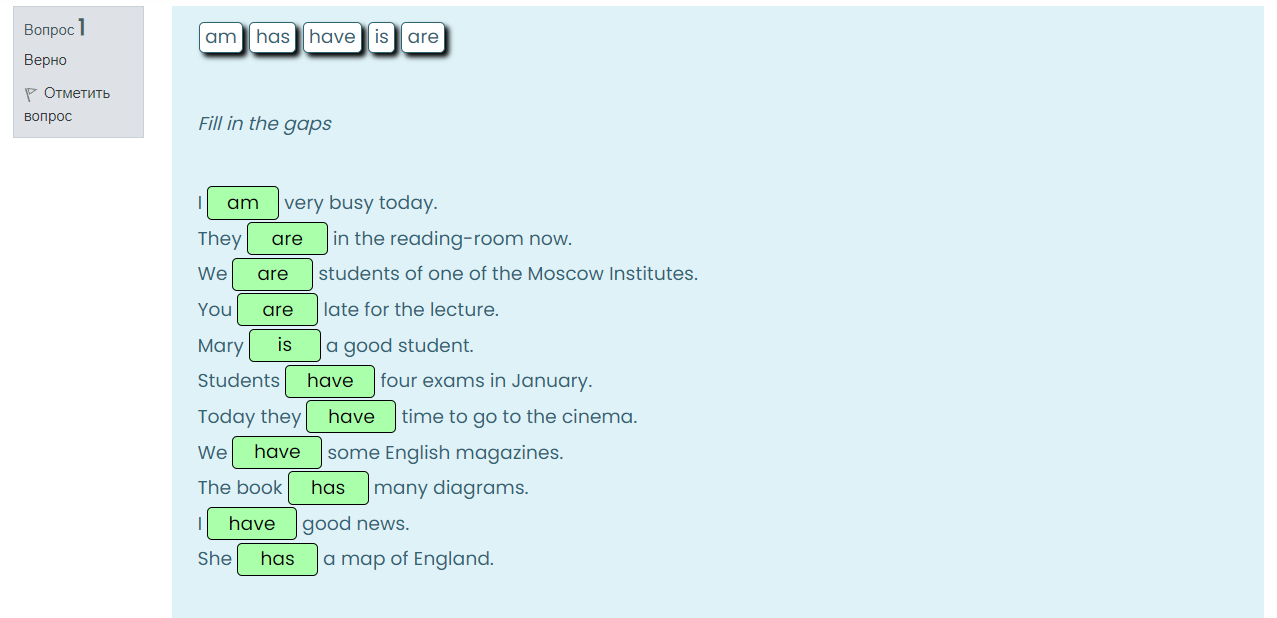 Вопрос 1
Верно
Отметить
вопрос
am has have is are
Fill in the gaps
I am very busy today.
They are in the reading-room now.
We are students of one of the Moscow Institutes.
You are late for the lecture.
Mary is a good student.
Students have four exams in January.
Today they have time to go to the cinema.
We have some English magazines.
The book has many diagrams.
I have good news.
She has a map of England.